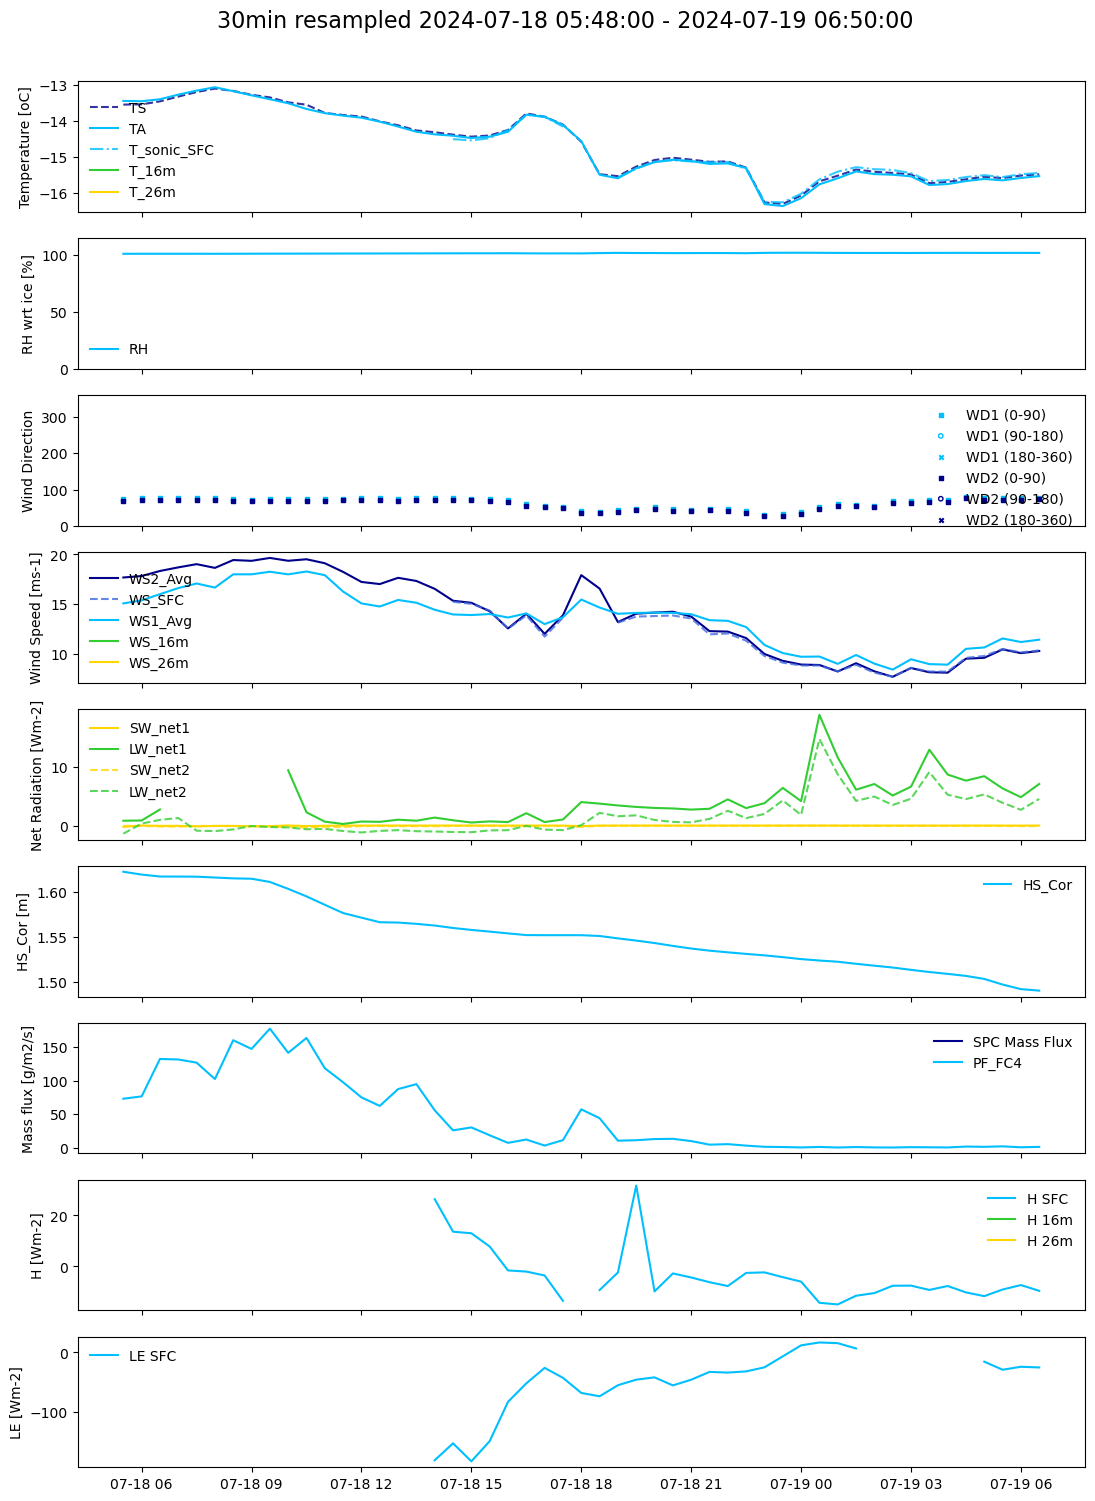 30min resampled 2024-07-18 05:48:00 - 2024-07-19 06:50:00
Temperature [oC]
−13
−14
−15
−16
TS
TA
T_sonic_SFC
T_16m
T_26m
RH wrt ice [%]
100
50
0
RH
Wind Direction
300
200
100
0
WD1 (0-90)
WD1 (90-180)
WD1 (180-360)
WD2 (0-90)
WD2 (90-180)
WD2 (180-360)
Wind Speed [ms-1]
20
15
10
WS2_Avg
WS_SFC
WS1_Avg
WS_16m
WS_26m
Net Radiation [Wm-2]
10
0
SW_net1
LW_net1
SW_net2
LW_net2
HS_Cor [m]
1.60
1.55
1.50
HS_Cor
Mass flux [g/m2/s]
150
100
50
0
SPC Mass Flux
PF_FC4
H [Wm-2]
20
0
H SFC
H 16m
H 26m
LE [Wm-2]
0
−100
LE SFC
07-18 06
07-18 09
07-18 12
07-18 15
07-18 18
07-18 21
07-19 00
07-19 03
07-19 06